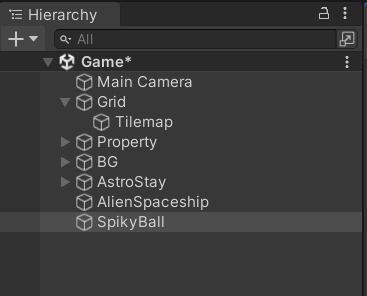 Hierarchy
All
Game*
Main Camera
Grid
Tilemap
Property
BG
AstroStay
AlienSpaceship
SpikyBall